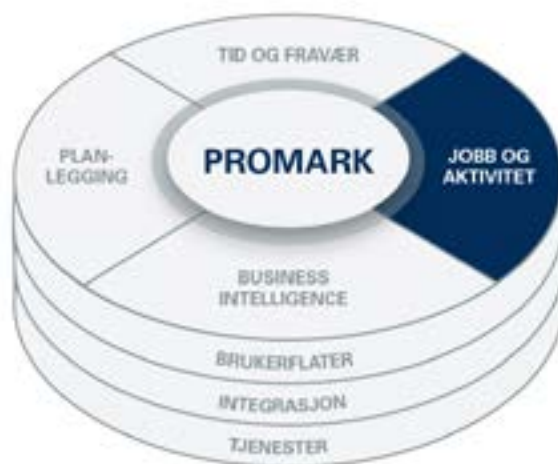 TID OG FRAVÆR
PLAN-
LEGGING
PROMARK
JOBB OG
AKTIVITET
BUSINESS
INTELLIGENCE
BRUKERFLATER
INTEGRASJON
TJENESTER